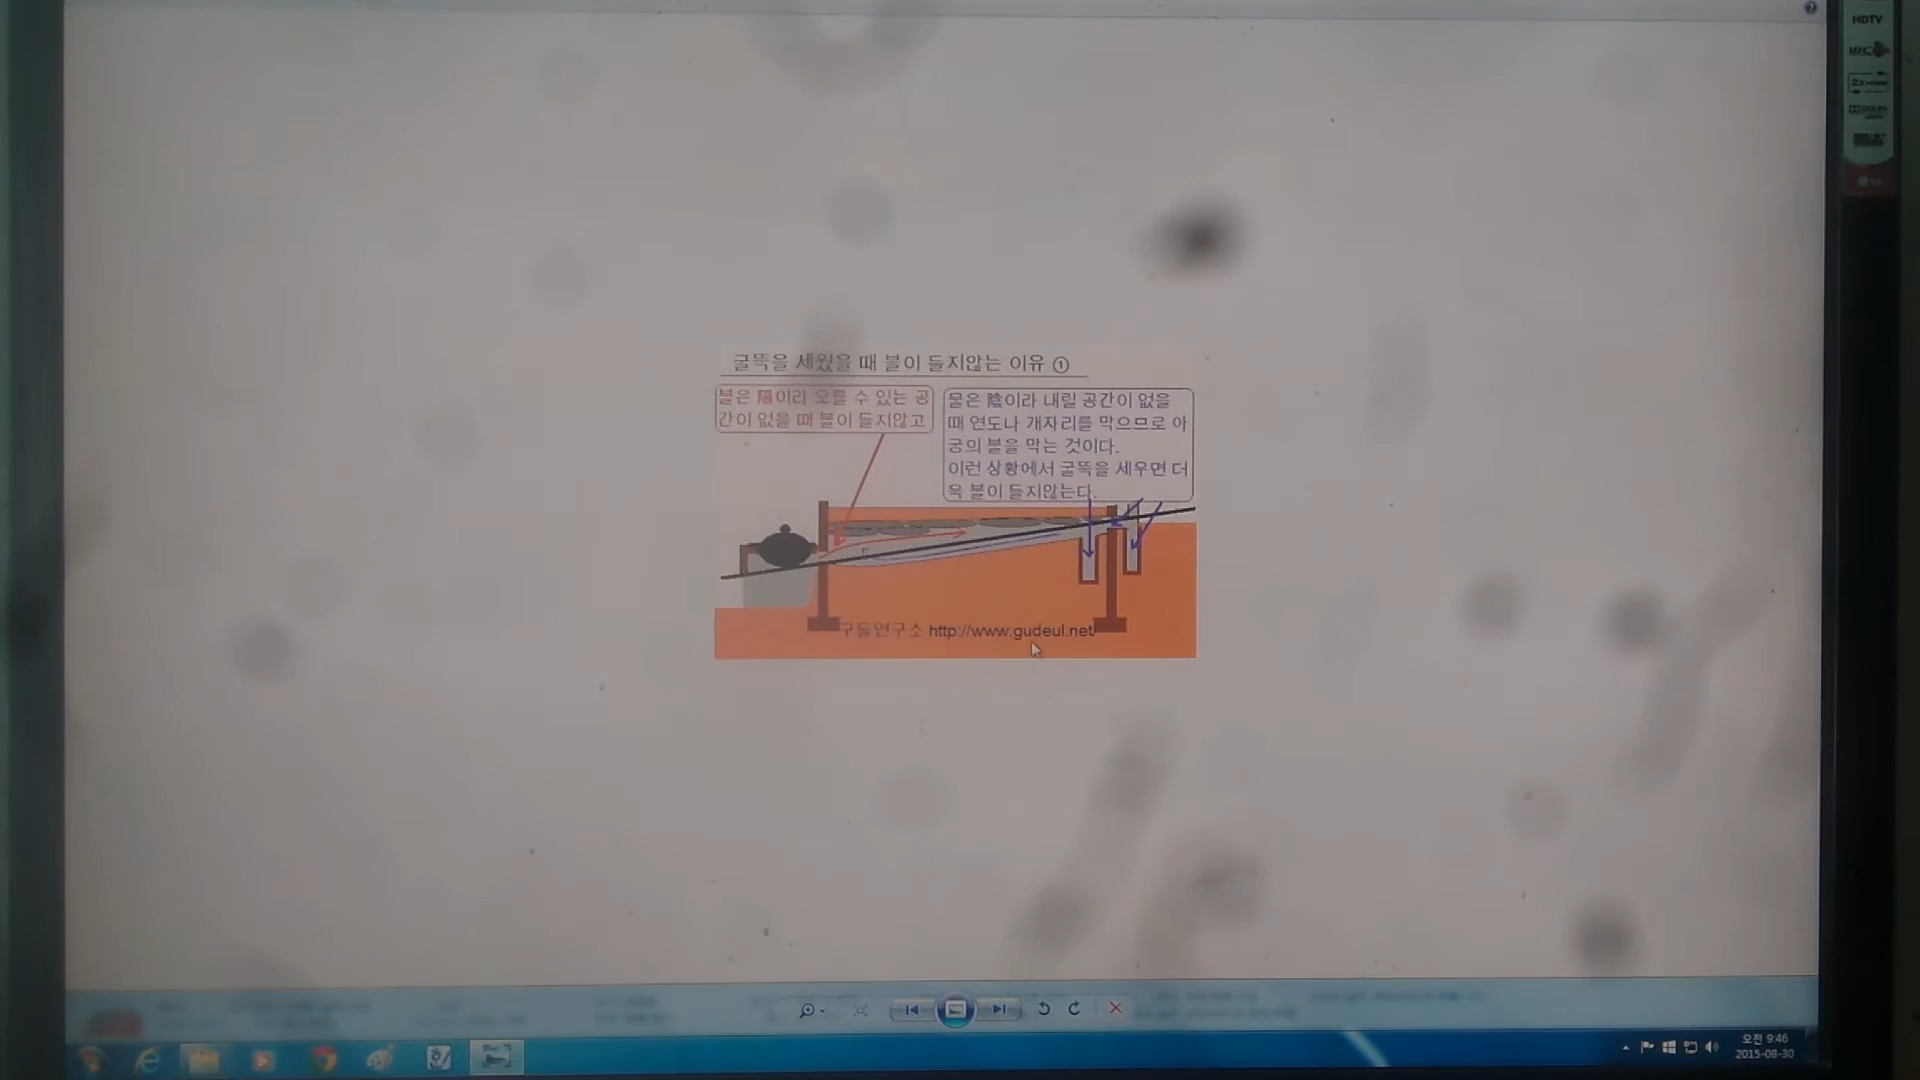 굴뚝을 세웠을 때 불이 들지않는 이유 ①
불은 陽이라 오를 수 있는 공
간이 없을 때 불이 들지않고
물은 陰이라 내릴 공간이 없을
때 연도나 개자리를 막으므로 아
궁의 불을 막는 것이다.
이런 상황에서 굴뚝을 세우면 더
욱 불이 들지않는다.
구들연구소 http://www.gudeul.net/
HDTV
LG
오전 9:46
2015-08-30